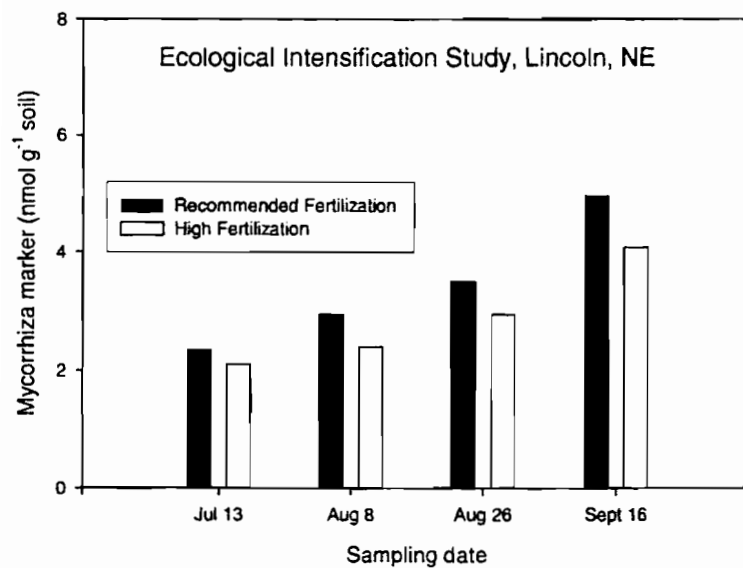 Ecological Intensification Study, Lincoln, NE
Mycorrhiza marker (nmol g⁻¹ soil)
8
6
4
2
0
Recommended Fertilization
High Fertilization
Jul 13 Aug 8 Aug 26 Sept 16
Sampling date